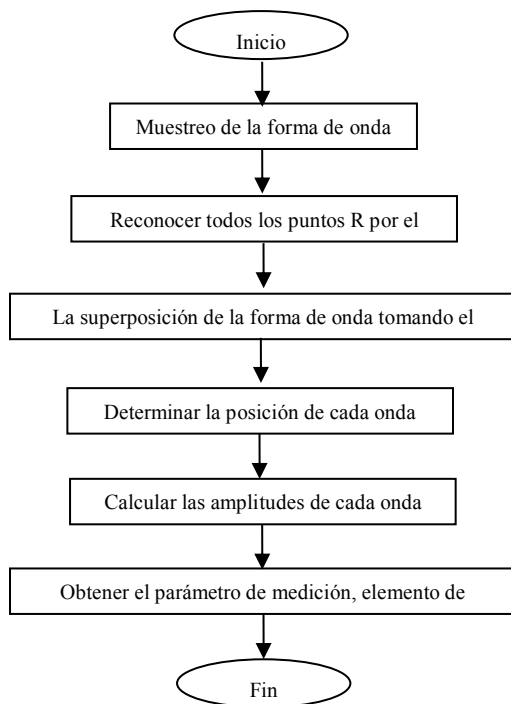 Inicio
Muestreo de la forma de onda
Reconocer todos los puntos R por el
La superposición de la forma de onda tomando el
Determinar la posición de cada onda
Calcular las amplitudes de cada onda
Obtener el parámetro de medición, elemento de
Fin